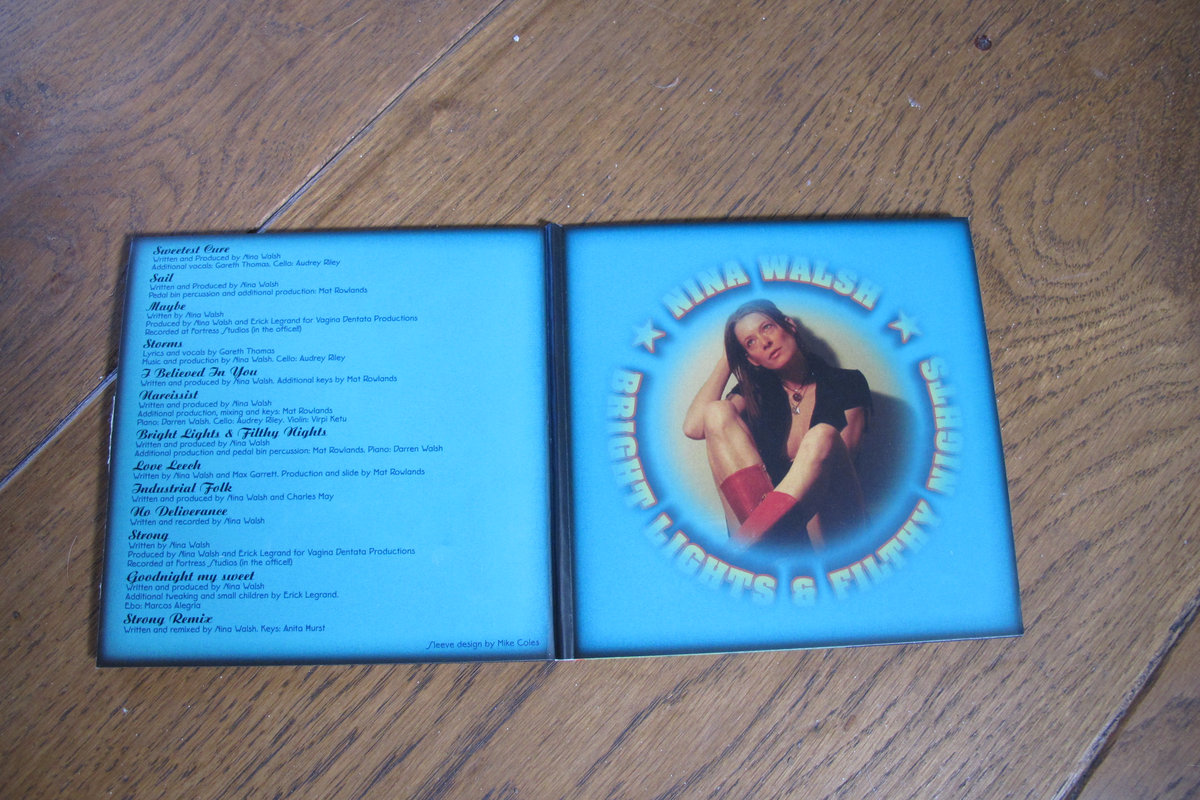 Sweetest Cure
Written and Produced by Nina Walsh
Additional vocals: Gareth Thomas. Cello: Audrey Riley
Sail
Written and Produced by Nina Walsh
Pedal bin percussion and additional production: Mat Rowlands
Maybe
Written by Nina Walsh
Produced by Nina Walsh and Erick Legrand for Vagina Dentata Productions
Recorded at Fortress Studios (in the office!!)
Storms
Lyrics and vocals by Gareth Thomas
Music and production by Nina Walsh. Cello: Audrey Riley
I Believed In You
Written and produced by Nina Walsh. Additional keys by Mat Rowlands
Narcissist
Written and produced by Nina Walsh
Additional production, mixing and keys: Mat Rowlands
Piano: Darren Walsh. Cello: Audrey Riley. Violin: Virpi Ketu
Bright Lights & Filthy Nights
Written and produced by Nina Walsh
Additional production and pedal bin percussion: Mat Rowlands. Piano: Darren Walsh
Love Leech
Written by Nina Walsh and Max Garrett. Production and slide by Mat Rowlands
Industrial Folk
Written and produced by Nina Walsh and Charles May
No Deliverance
Written and recorded by Nina Walsh
Strong
Written by Nina Walsh
Produced by Nina Walsh and Erick Legrand for Vagina Dentata Productions
Recorded at Fortress Studios (in the office!!)
Goodnight my sweet
Written and produced by Nina Walsh
Additional tweaking and small children by Erick Legrand.
Ebo: Marcos Alegria
Strong Remix
Written and remixed by Nina Walsh. Keys: Anita Hurst
Sleeve design by Mike Coles
NINA WALSH
BRIGHT LIGHTS & FILTHY NIGHTS